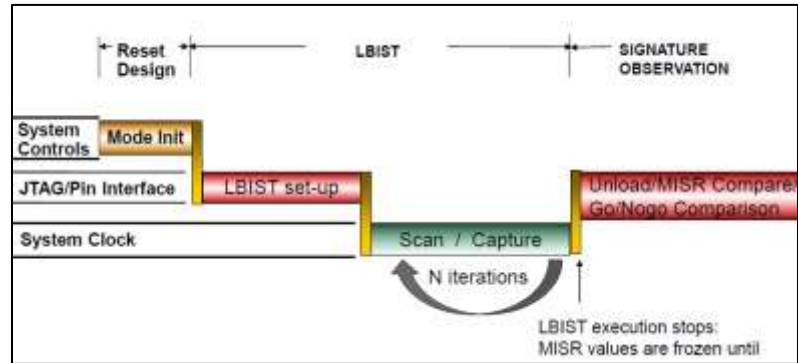 Reset
Design
LBIST
SIGNATURE
OBSERVATION
System
Controls
Mode Init
JTAG/Pin Interface
LBIST set-up
Unload/MISR Compare/
Go/Nogo Comparison
System Clock
Scan / Capture
N iterations
LBIST execution stops:
MISR values are frozen until